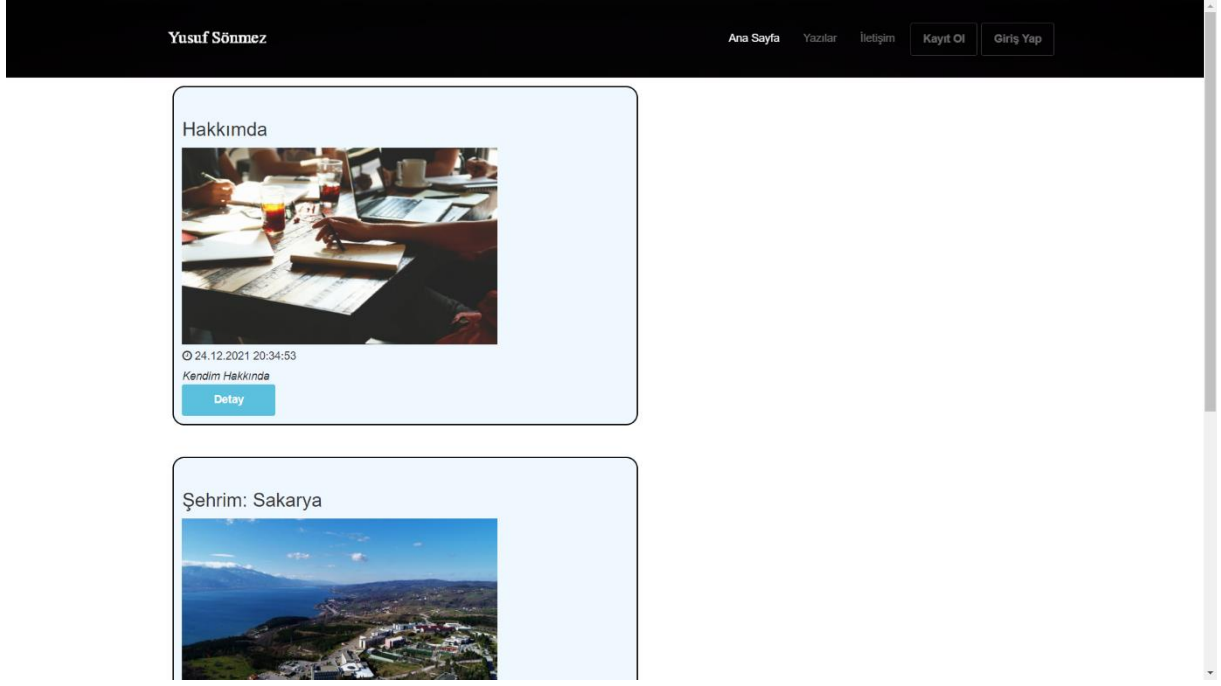 Yusuf Sönmez
Ana Sayfa Yazılar İletişim Kayıt Ol Giriş Yap
Hakkımda
24.12.2021 20:34:53
Kendim Hakkında
Detay
Şehrim: Sakarya